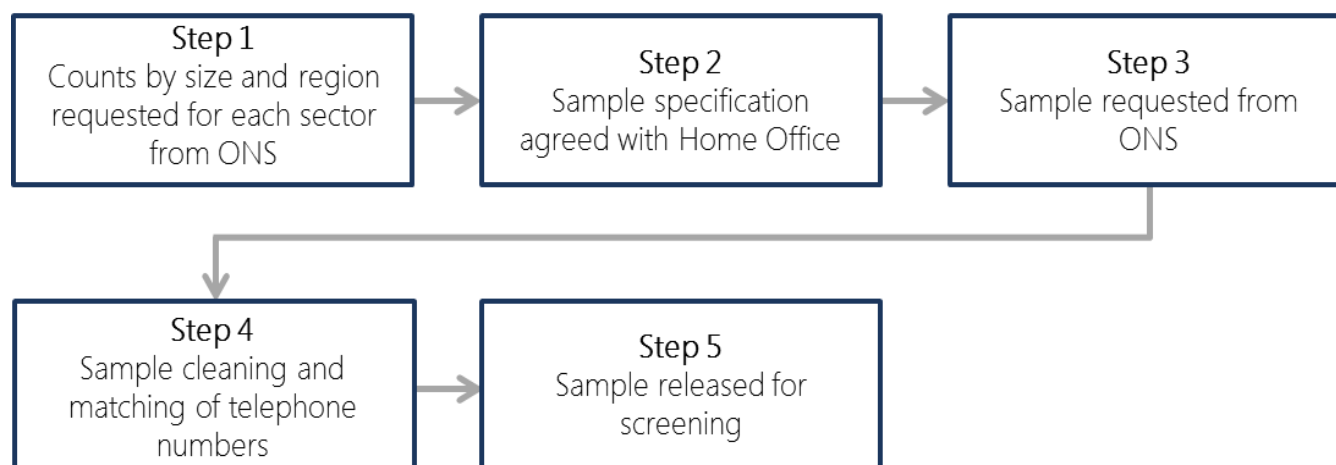 Step 1
Counts by size and region
requested for each sector
from ONS
Step 2
Sample specification
agreed with Home Office
Step 3
Sample requested from
ONS
Step 4
Sample cleaning and
matching of telephone
numbers
Step 5
Sample released for
screening